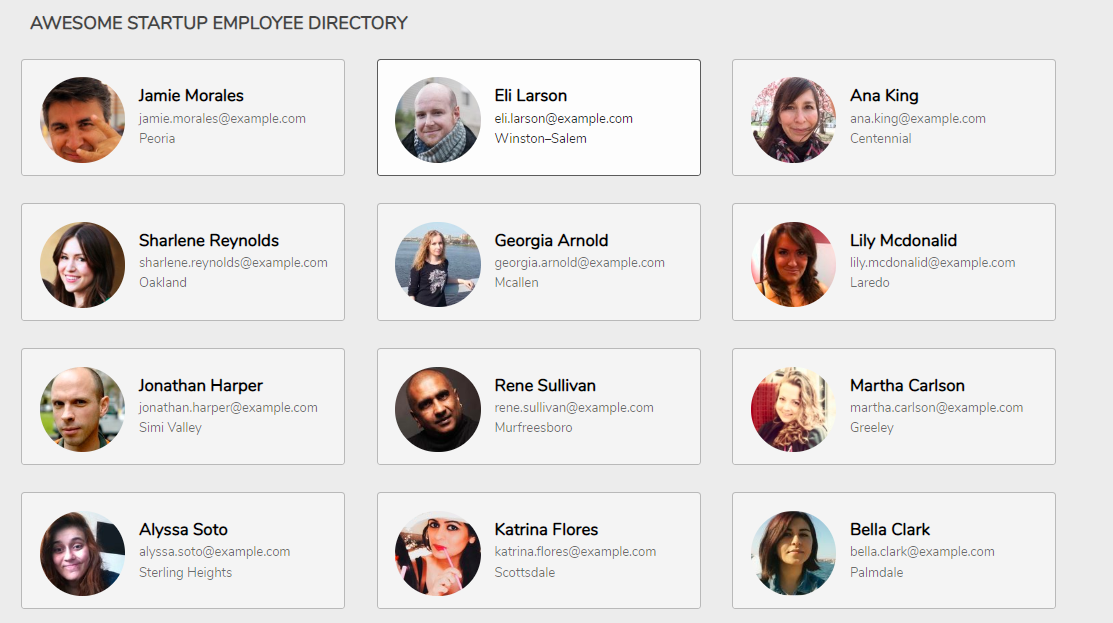 AWESOME STARTUP EMPLOYEE DIRECTORY
Jamie Morales
jamie.morales@example.com
Peoria
Eli Larson
eli.larson@example.com
Winston–Salem
Ana King
ana.king@example.com
Centennial
Sharlene Reynolds
sharlene.reynolds@example.com
Oakland
Georgia Arnold
georgia.arnold@example.com
Mcallen
Lily Mcdonalid
lily.mcdonalid@example.com
Laredo
Jonathan Harper
jonathan.harper@example.com
Simi Valley
Rene Sullivan
rene.sullivan@example.com
Murfreesboro
Martha Carlson
martha.carlson@example.com
Greeley
Alyssa Soto
alyssa.soto@example.com
Sterling Heights
Katrina Flores
katrina.flores@example.com
Scottsdale
Bella Clark
bella.clark@example.com
Palmdale